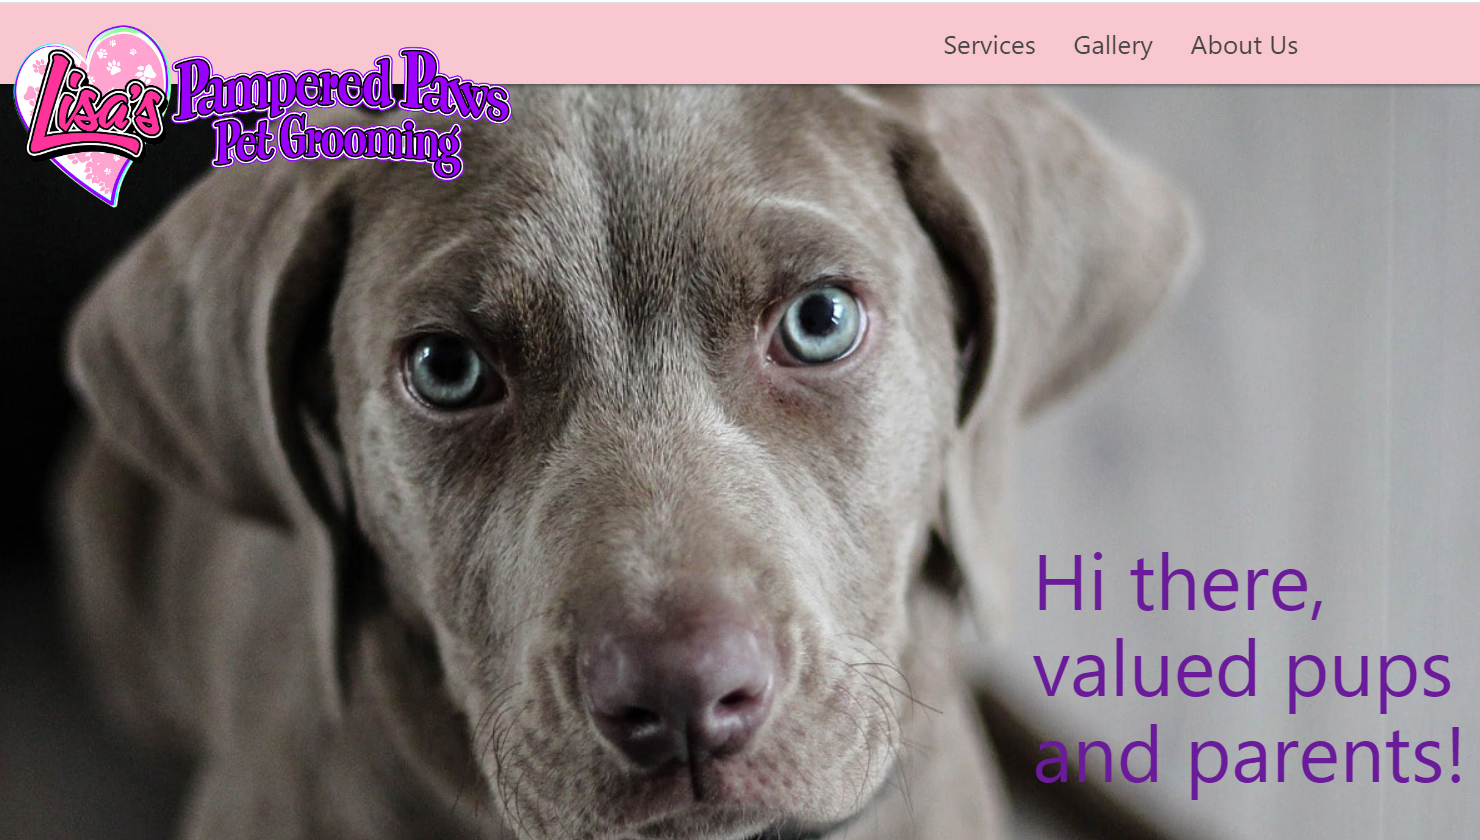 Services Gallery About Us
Lisa's
Pampered Paws
Pet Grooming
Hi there,
valued pups
and parents!